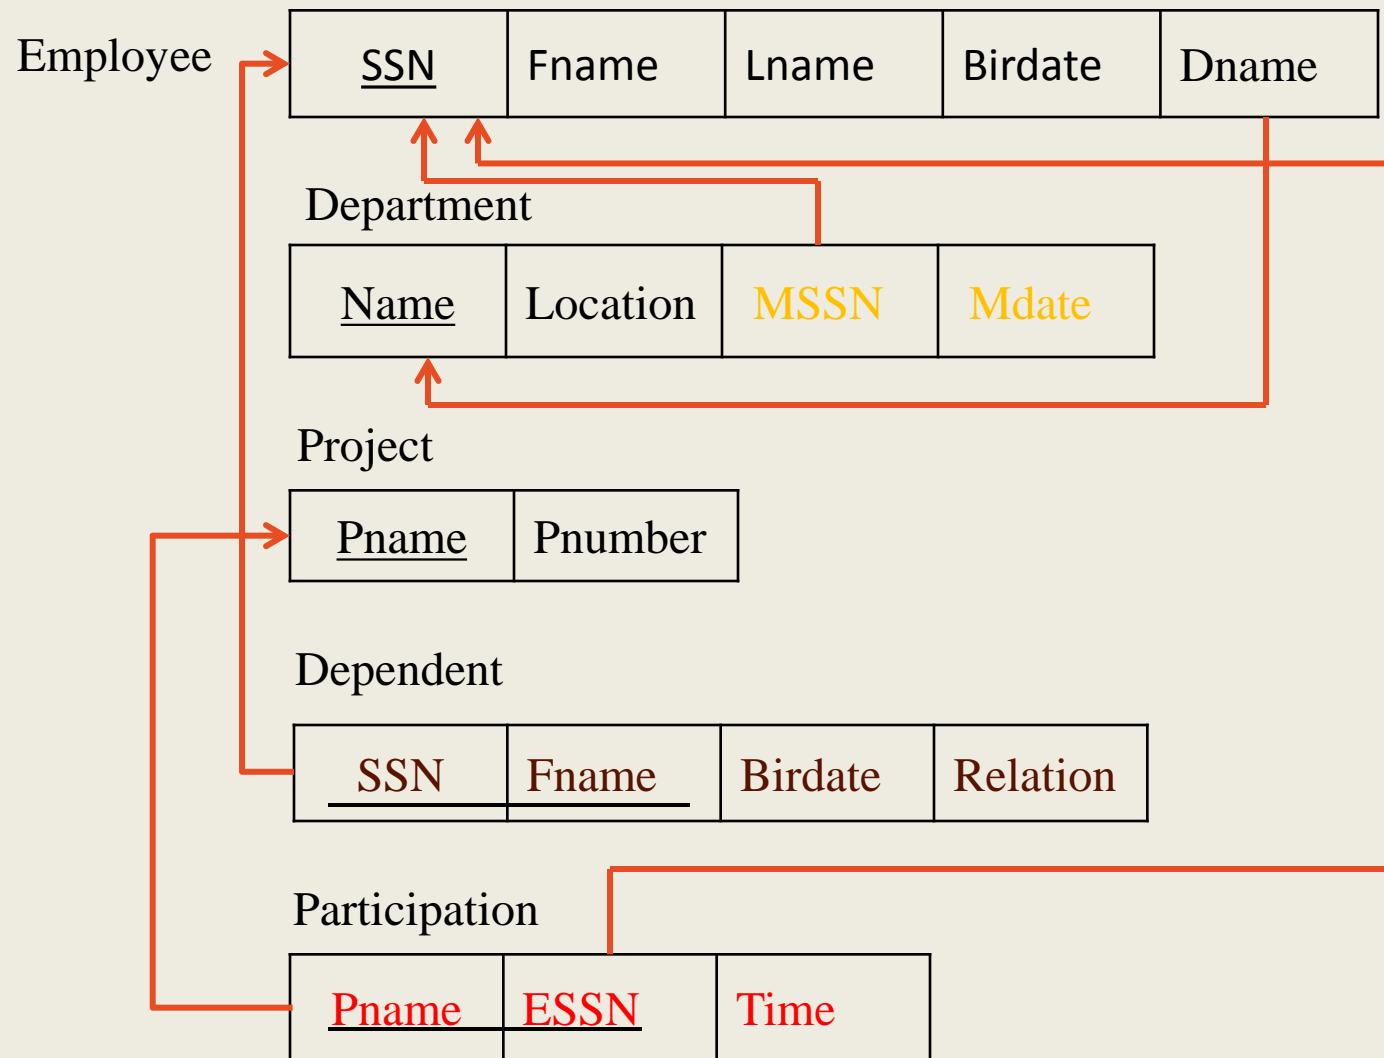 Employee SSN Fname Lname Birdate Dname
Department
Name Location MSSN Mdate
Project
Pname Pnumber
Dependent
SSN Fname Birdate Relation
Participation
Pname ESSN Time